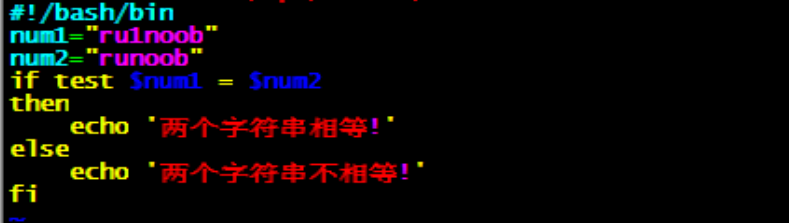 #!/bash/bin
num1="ru1noob"
num2="runoob"
if test $num1 = $num2
then
    echo '两个字符串相等!'
else
    echo '两个字符串不相等!'
fi
~